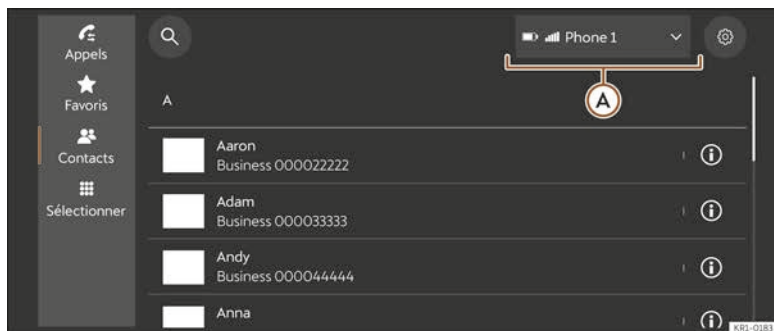 Appels
Favoris
Contacts
Sélectionner
Phone 1
A
A
Aaron
Business 000022222
Adam
Business 000033333
Andy
Business 000044444
Anna
KR1-0183